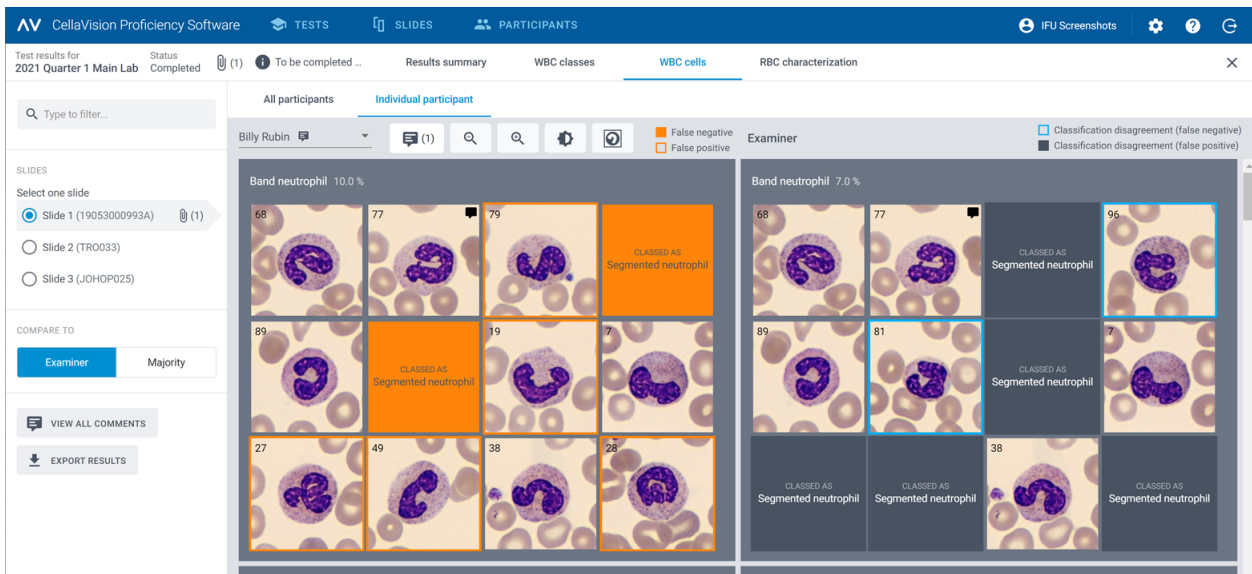 CellaVision Proficiency Software
TESTS
SLIDES
PARTICIPANTS
IFU Screenshots
Test results for
2021 Quarter 1 Main Lab
Status
Completed
(1)
To be completed ...
Results summary
WBC classes
WBC cells
RBC characterization
Type to filter...
All participants
Individual participant
SLIDES
Select one slide
Slide 1 (19053000993A)
(1)
Slide 2 (TRO033)
Slide 3 (JOHOP025)
COMPARE TO
Examiner
Majority
VIEW ALL COMMENTS
EXPORT RESULTS
Billy Rubin
(1)
False negative
False positive
Band neutrophil 10.0 %
68
77
79
CLASSED AS
Segmented neutrophil
89
CLASSED AS
Segmented neutrophil
19
7
27
49
38
28
Examiner
Classification disagreement (false negative)
Classification disagreement (false positive)
Band neutrophil 7.0 %
68
77
CLASSED AS
Segmented neutrophil
96
89
81
CLASSED AS
Segmented neutrophil
7
CLASSED AS
Segmented neutrophil
CLASSED AS
Segmented neutrophil
38
CLASSED AS
Segmented neutrophil